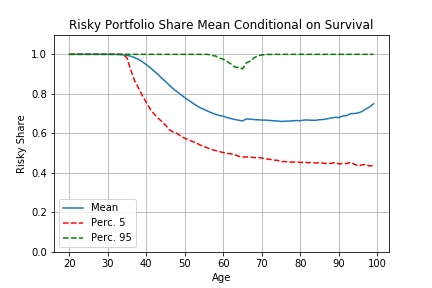 Risky Portfolio Share Mean Conditional on Survival
1.0
0.8
0.6
0.4
0.2
0.0
Risky Share
Mean
Perc. 5
Perc. 95
20 30 40 50 60 70 80 90 100
Age